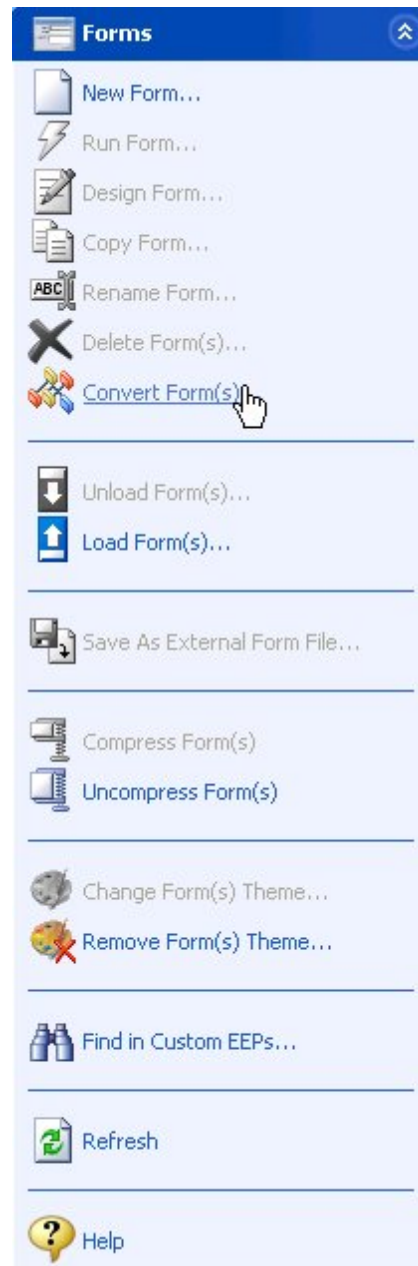 Forms
New Form...
Run Form...
Design Form...
Copy Form...
ABC
Rename Form...
Delete Form(s)...
Convert Form(s)
Unload Form(s)...
Load Form(s)...
Save As External Form File...
Compress Form(s)
Uncompress Form(s)
Change Form(s) Theme...
Remove Form(s) Theme...
Find in Custom EEPs...
Refresh
? Help